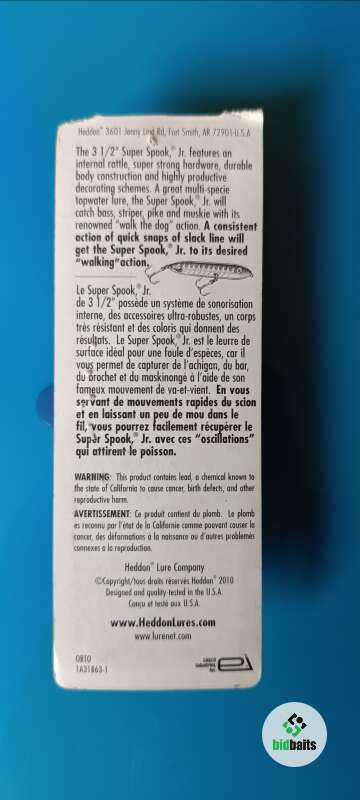 Heddon® 3601 Jenny Lind Rd, Fort Smith, AR 72901-U.S.A
The 3 1/2" Super Spook,® Jr. features an
internal rattle, super strong hardware, durable
body construction and highly productive
decorating schemes. A great multi-specie
topwater lure, the Super Spook,® Jr. will
catch bass, striper, pike and muskie with its
renowned "walk the dog" action. A consistent
action of quick snaps of slack line will
get the Super Spook,® Jr. to its desired
"walking"action.
Le Super Spook,® Jr.
de 3 1/2" possède un système de sonorisation
interne, des accessoires ultra-robustes, un corps
très résistant et des coloris qui donnent des
résultats. Le Super Spook,® Jr. est le leurre de
surface idéal pour une foule d'espèces, car il
vous permet de capturer de l'achigan, du bar,
du brochet et du maskinongé à l'aide de son
fameux mouvement de va-et-vient. En vous
servant de mouvements rapides du scion
et en laissant un peu de mou dans le
fil, vous pourrez facilement récupérer le
Super Spook,® Jr. avec ces "oscillations"
qui attirent le poisson.
WARNING: This product contains lead, a chemical known to
the state of California to cause cancer, birth defects, and other
reproductive harm.
AVERTISSEMENT: Ce produit contient du plomb. Le plomb
es reconnu par l'état de la Californie comme pouvant causer la
cancer, des déformations à la naissance ou d'autres problemés
connexes a la reproduction.
Heddon® Lure Company
©Copyright/tous droits réservés Heddon® 2010
Designed and quality-tested in the U.S.A.
Conçu et testé aux U.S.A.
www.HeddonLures.com
www.lurenet.com
0810
1A31863-1
bidbaits